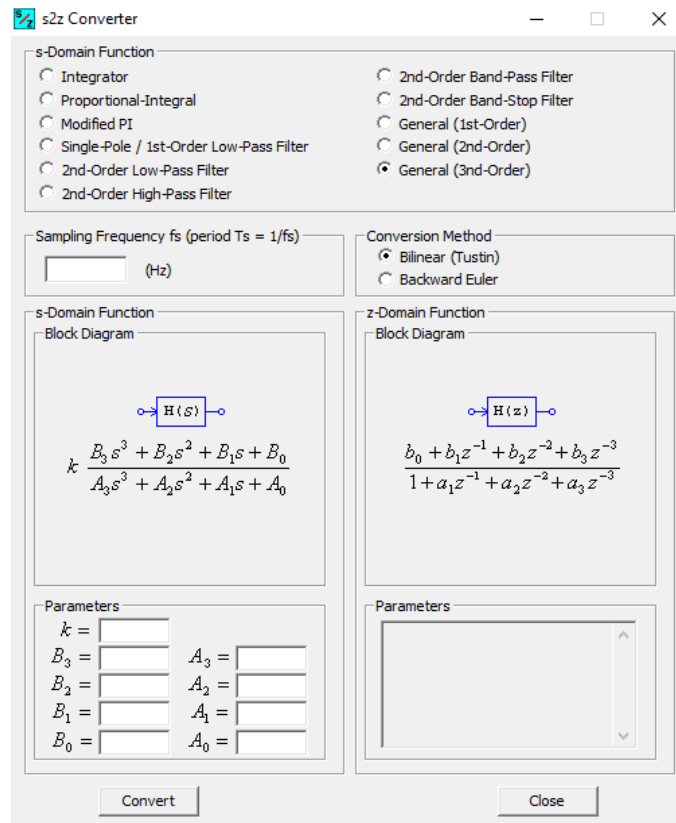 s/z s2z Converter
s-Domain Function
Integrator
Proportional-Integral
Modified PI
Single-Pole / 1st-Order Low-Pass Filter
2nd-Order Low-Pass Filter
2nd-Order High-Pass Filter
2nd-Order Band-Pass Filter
2nd-Order Band-Stop Filter
General (1st-Order)
General (2nd-Order)
General (3nd-Order)
Sampling Frequency fs (period Ts = 1/fs)
(Hz)
Conversion Method
Bilinear (Tustin)
Backward Euler
s-Domain Function
Block Diagram
H(S)
k (B₃s³ + B₂s² + B₁s + B₀) / (A₃s³ + A₂s² + A₁s + A₀)
Parameters
k =
B₃ = A₃ =
B₂ = A₂ =
B₁ = A₁ =
B₀ = A₀ =
z-Domain Function
Block Diagram
H(z)
(b₀ + b₁z⁻¹ + b₂z⁻² + b₃z⁻³) / (1 + a₁z⁻¹ + a₂z⁻² + a₃z⁻³)
Parameters
Convert
Close